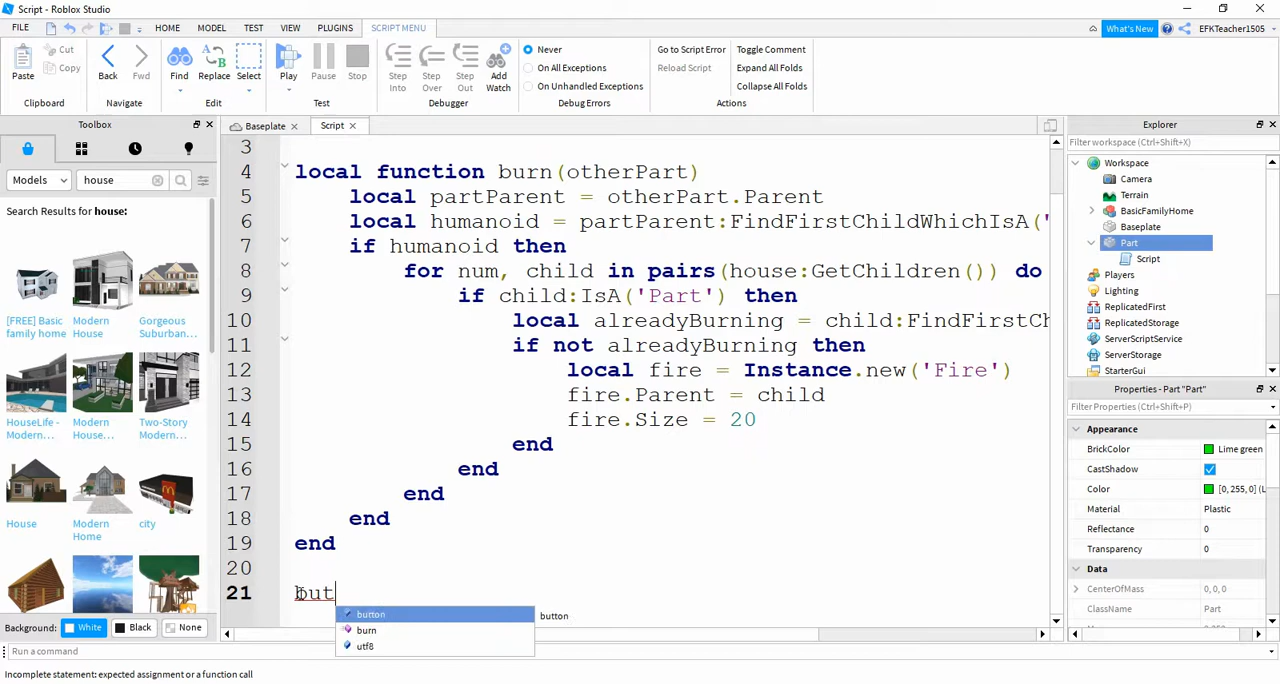 Script - Roblox Studio
FILE HOME MODEL TEST VIEW PLUGINS SCRIPT MENU What's New EFKTeacher1505
Paste Cut Copy Clipboard
Back Fwd Navigate
Find Replace Select Edit
Play Pause Stop Test
Step Into Step Over Step Out Add Watch Debugger
Never
On All Exceptions
On Unhandled Exceptions
Debug Errors
Go to Script Error Toggle Comment
Reload Script Expand All Folds
Collapse All Folds
Actions
Toolbox
Models house
Search Results for house:
[FREE] Basic family home
Modern House
Gorgeous Suburban...
HouseLife - Modern...
Modern House...
Two-Story Modern...
House
Modern Home
city
Background: White Black None
Baseplate Script
3
4 local function burn(otherPart)
5 local partParent = otherPart.Parent
6 local humanoid = partParent:FindFirstChildWhichIsA('
7 if humanoid then
8 for num, child in pairs(house:GetChildren()) do
9 if child:IsA('Part') then
10 local alreadyBurning = child:FindFirstCh
11 if not alreadyBurning then
12 local fire = Instance.new('Fire')
13 fire.Parent = child
14 fire.Size = 20
15 end
16 end
17 end
18 end
19 end
20
21 but
button button
burn
utf8
Explorer
Filter workspace (Ctrl+Shift+X)
Workspace
Camera
Terrain
BasicFamilyHome
Baseplate
Part
Script
Players
Lighting
ReplicatedFirst
ReplicatedStorage
ServerScriptService
ServerStorage
StarterGui
Properties - Part "Part"
Filter Properties (Ctrl+Shift+P)
Appearance
BrickColor Lime green
CastShadow
Color [0, 255, 0] (L
Material Plastic
Reflectance 0
Transparency 0
Data
CenterOfMass 0, 0, 0
ClassName Part
Run a command
Incomplete statement: expected assignment or a function call